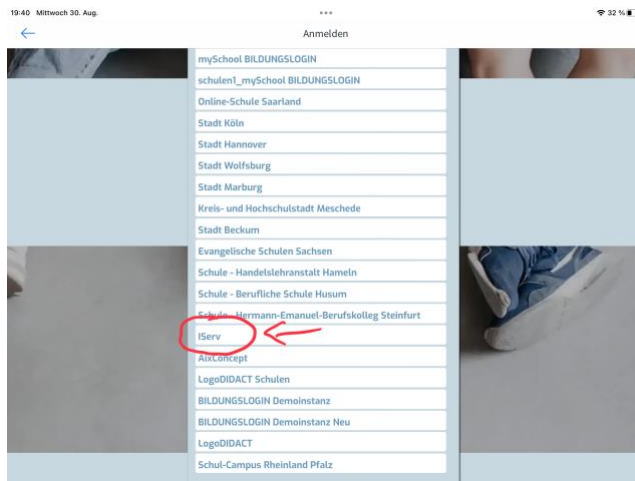 19:40 Mittwoch 30. Aug.
32 %
Anmelden
mySchool BILDUNGSLOGIN
schulen1_mySchool BILDUNGSLOGIN
Online-Schule Saarland
Stadt Köln
Stadt Hannover
Stadt Wolfsburg
Stadt Marburg
Kreis- und Hochschulstadt Meschede
Stadt Beckum
Evangelische Schulen Sachsen
Schule - Handelslehranstalt Hameln
Schule - Berufliche Schule Husum
Schule - Hermann-Emanuel-Berufskolleg Steinfurt
IServ
AixConcept
LogoDIDACT Schulen
BILDUNGSLOGIN Demoinstanz
BILDUNGSLOGIN Demoinstanz Neu
LogoDIDACT
Schul-Campus Rheinland Pfalz